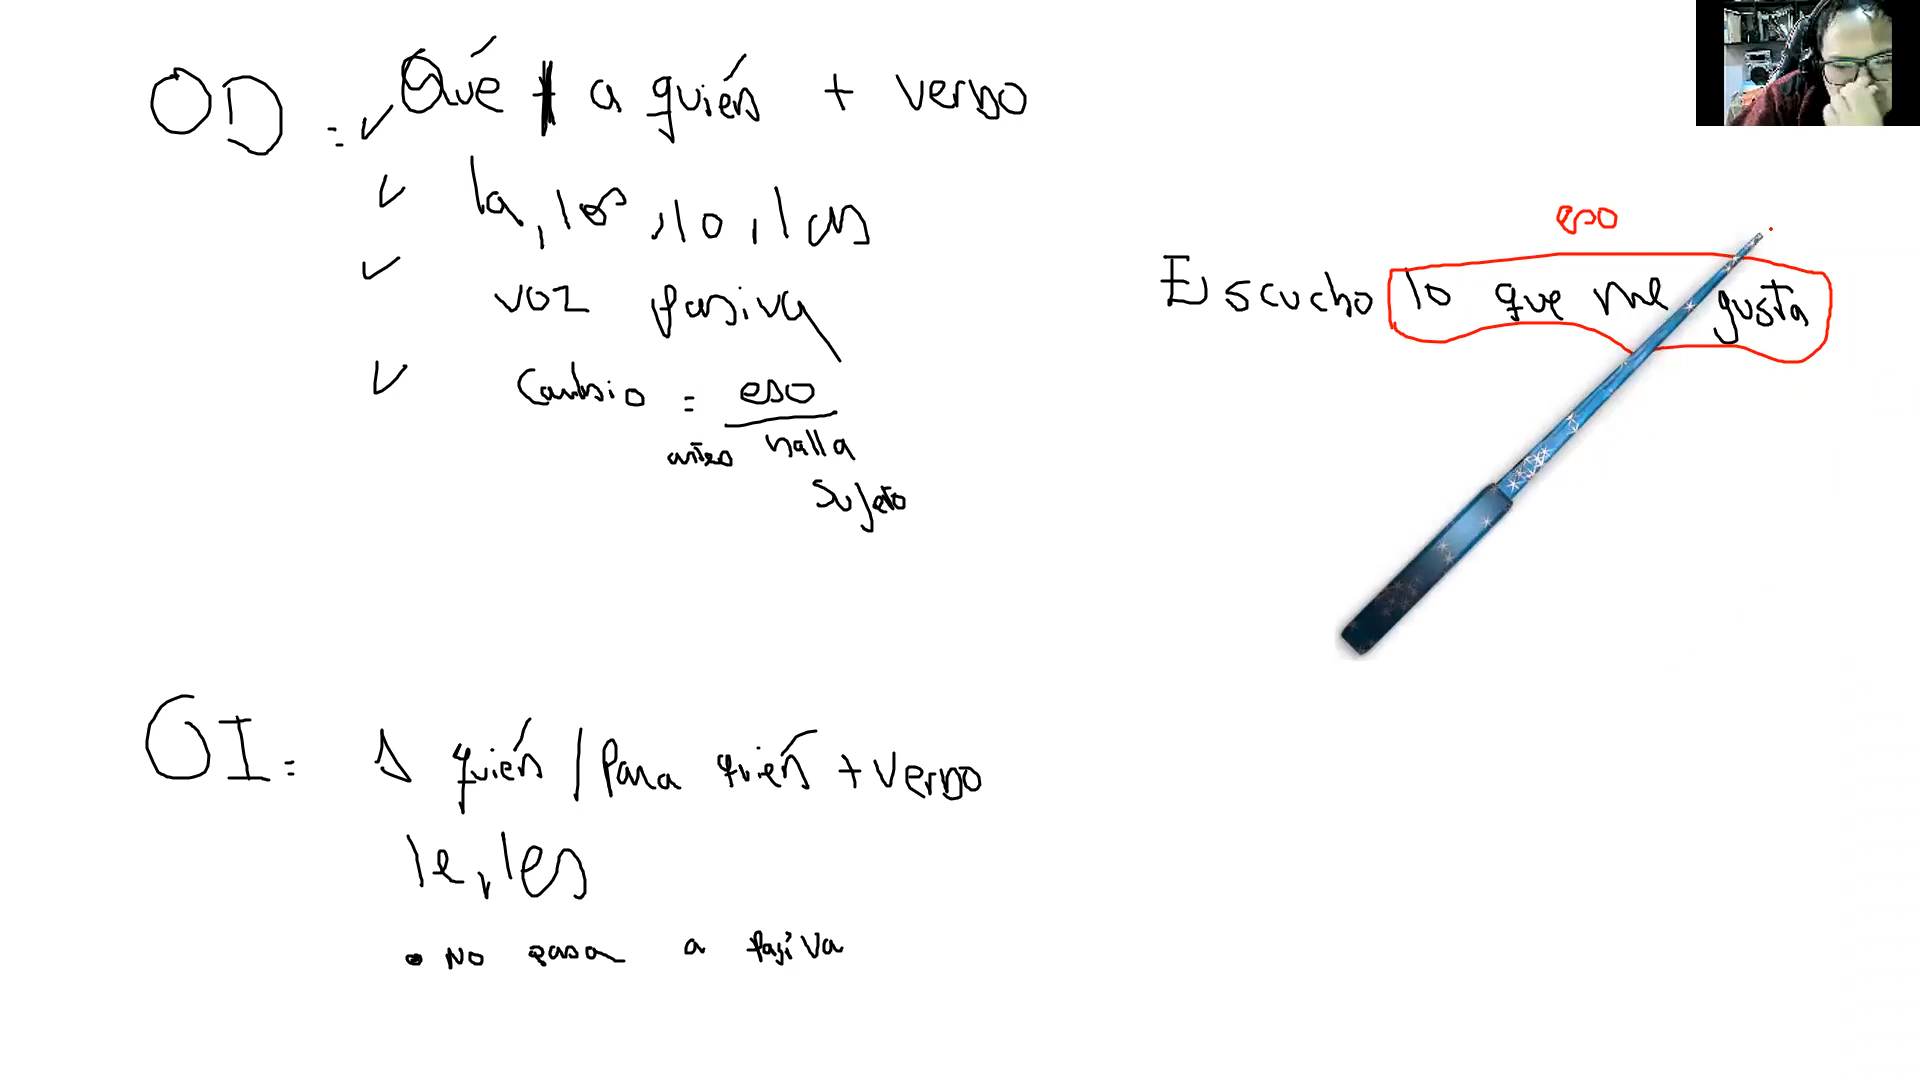 OD = Qué / a quién + verbo
la, los, lo, las
voz pasiva
Cambio = eso
antes halla
sujeto
eso
Escucho lo que me gusta
OI = A quién / Para quién + Verbo
le, les
• No pasa a pasiva